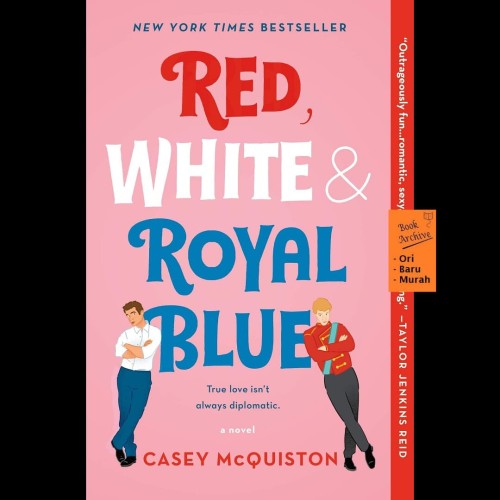 NEW YORK TIMES BESTSELLER
RED,
WHITE &
ROYAL
BLUE
True love isn't
always diplomatic.
a novel
CASEY McQUISTON
"Outrageously fun...romantic, sexy
ng." —TAYLOR JENKINS REID
Book
Archive
- Ori
- Baru
- Murah